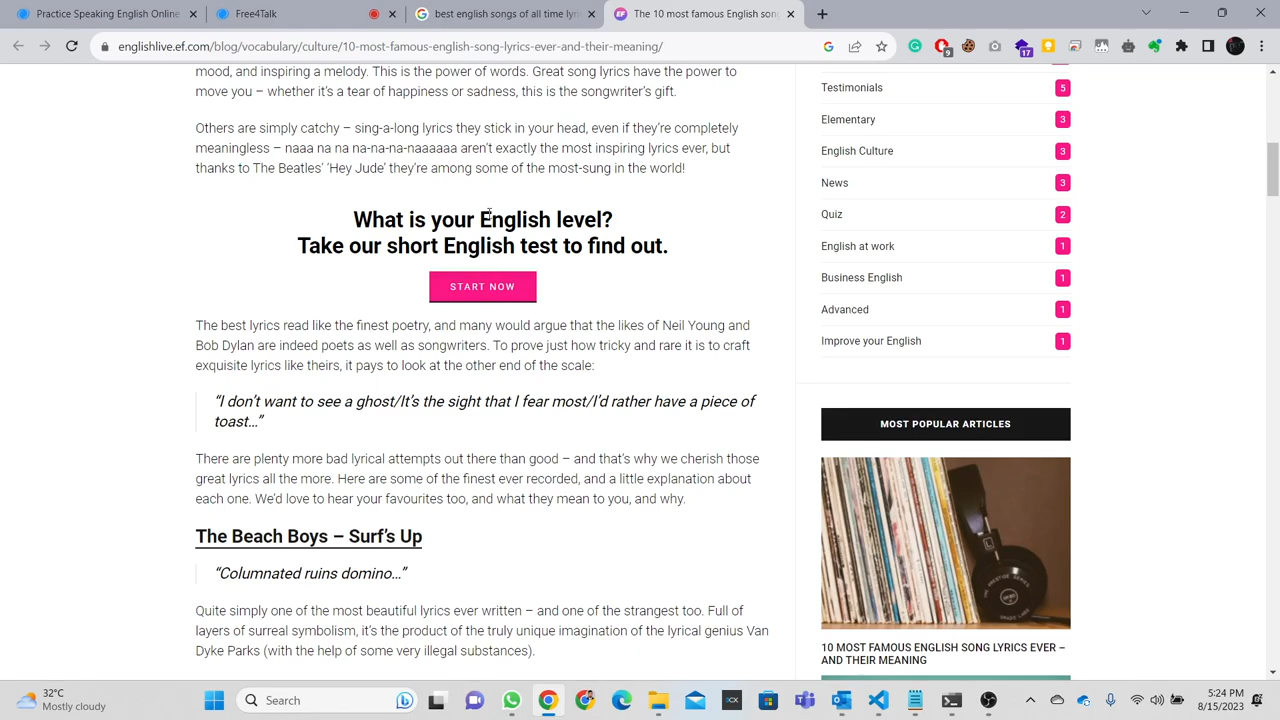 Practice Speaking English Online
Free4Talk
best english songs of all time lyri
The 10 most famous English song
englishlive.ef.com/blog/vocabulary/culture/10-most-famous-english-song-lyrics-ever-and-their-meaning/
9
17
mood, and inspiring a melody. This is the power of words. Great song lyrics have the power to
move you – whether it's a tear of happiness or sadness, this is the songwriter's gift.
Others are simply catchy – sing-a-long lyrics they stick in your head, even if they're completely
meaningless – naaa na na na-na-na-naaaaaa aren't exactly the most inspiring lyrics ever, but
thanks to The Beatles' 'Hey Jude' they're among some of the most-sung in the world!
What is your English level?
Take our short English test to find out.
START NOW
The best lyrics read like the finest poetry, and many would argue that the likes of Neil Young and
Bob Dylan are indeed poets as well as songwriters. To prove just how tricky and rare it is to craft
exquisite lyrics like theirs, it pays to look at the other end of the scale:
“I don't want to see a ghost/It's the sight that I fear most/I'd rather have a piece of
toast…”
There are plenty more bad lyrical attempts out there than good – and that's why we cherish those
great lyrics all the more. Here are some of the finest ever recorded, and a little explanation about
each one. We'd love to hear your favourites too, and what they mean to you, and why.
The Beach Boys – Surf's Up
“Columnated ruins domino…”
Quite simply one of the most beautiful lyrics ever written – and one of the strangest too. Full of
layers of surreal symbolism, it's the product of the truly unique imagination of the lyrical genius Van
Dyke Parks (with the help of some very illegal substances).
Testimonials 5
Elementary 3
English Culture 3
News 3
Quiz 2
English at work 1
Business English 1
Advanced 1
Improve your English 1
MOST POPULAR ARTICLES
10 MOST FAMOUS ENGLISH SONG LYRICS EVER –
AND THEIR MEANING
32°C
Mostly cloudy
Search
5:24 PM
8/15/2023